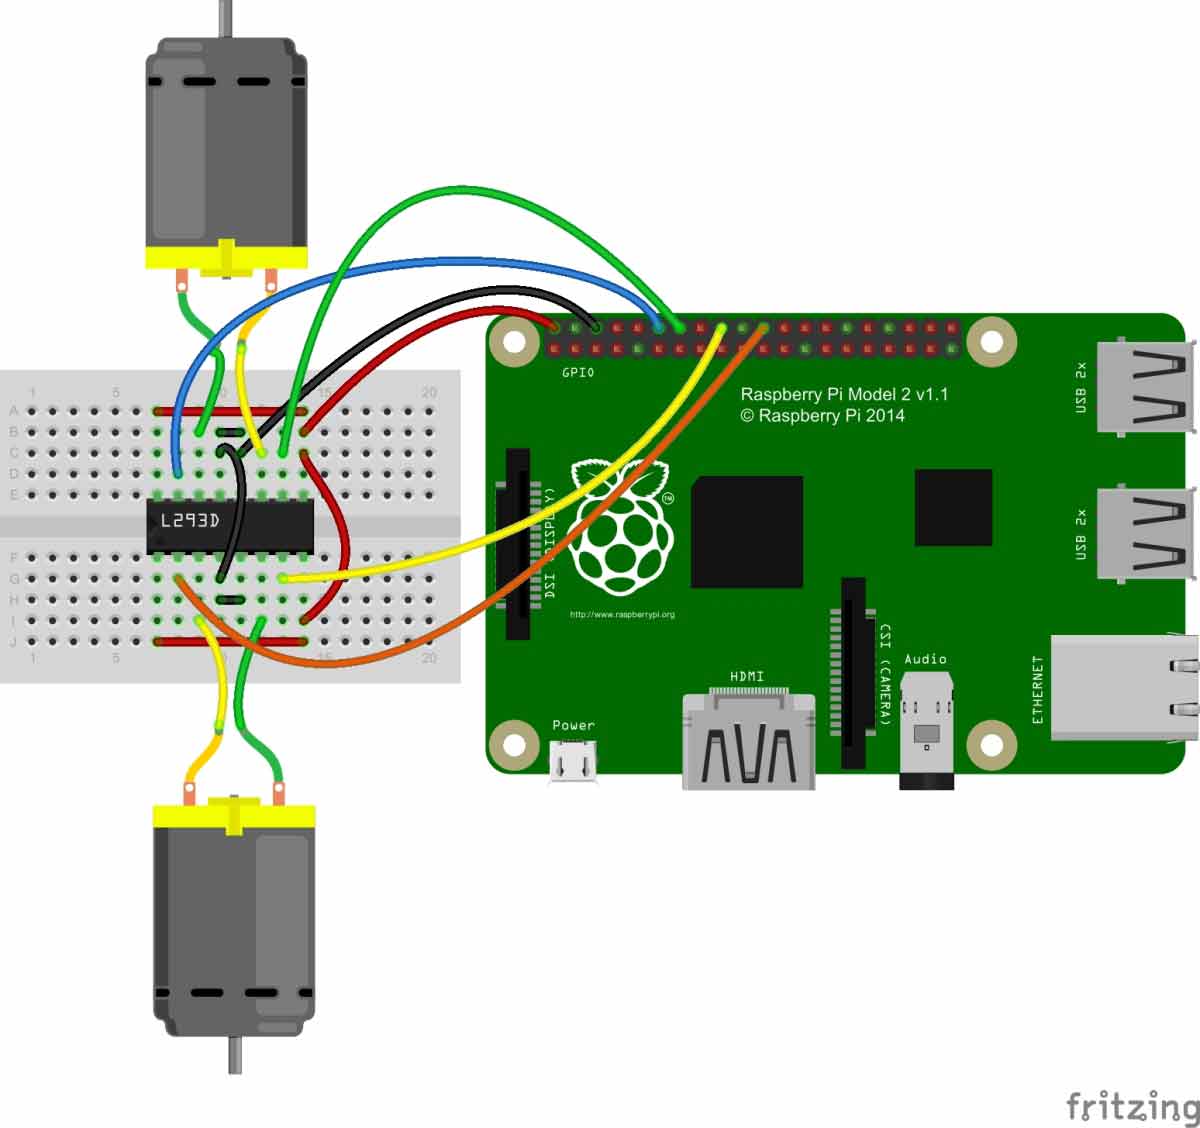 GPIO
Raspberry Pi Model 2 v1.1
© Raspberry Pi 2014
USB 2x
1 5 10 15 20
A
B
C
D
E
L293D
F
G
H
I
J
1 5 10 15 20
DSI (DISPLAY)
TM
http://www.raspberrypi.org
USB 2x
CSI (CAMERA)
Audio
HDMI
ETHERNET
Power
fritzing